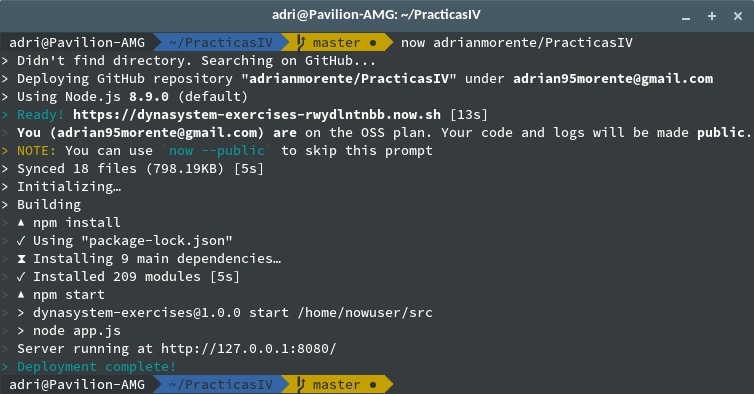 adri@Pavilion-AMG: ~/PracticasIV
adri@Pavilion-AMG ~/PracticasIV master ● now adrianmorente/PracticasIV
> Didn't find directory. Searching on GitHub...
> Deploying GitHub repository "adrianmorente/PracticasIV" under adrian95morente@gmail.com
> Using Node.js 8.9.0 (default)
> Ready! https://dynasystem-exercises-rwydlntnbb.now.sh [13s]
> You (adrian95morente@gmail.com) are on the OSS plan. Your code and logs will be made public.
> NOTE: You can use `now --public` to skip this prompt
> Synced 18 files (798.19KB) [5s]
> Initializing…
> Building
> ▲ npm install
> ✓ Using "package-lock.json"
> ⧗ Installing 9 main dependencies…
> ✓ Installed 209 modules [5s]
> ▲ npm start
> > dynasystem-exercises@1.0.0 start /home/nowuser/src
> > node app.js
> Server running at http://127.0.0.1:8080/
> Deployment complete!
adri@Pavilion-AMG ~/PracticasIV master ●